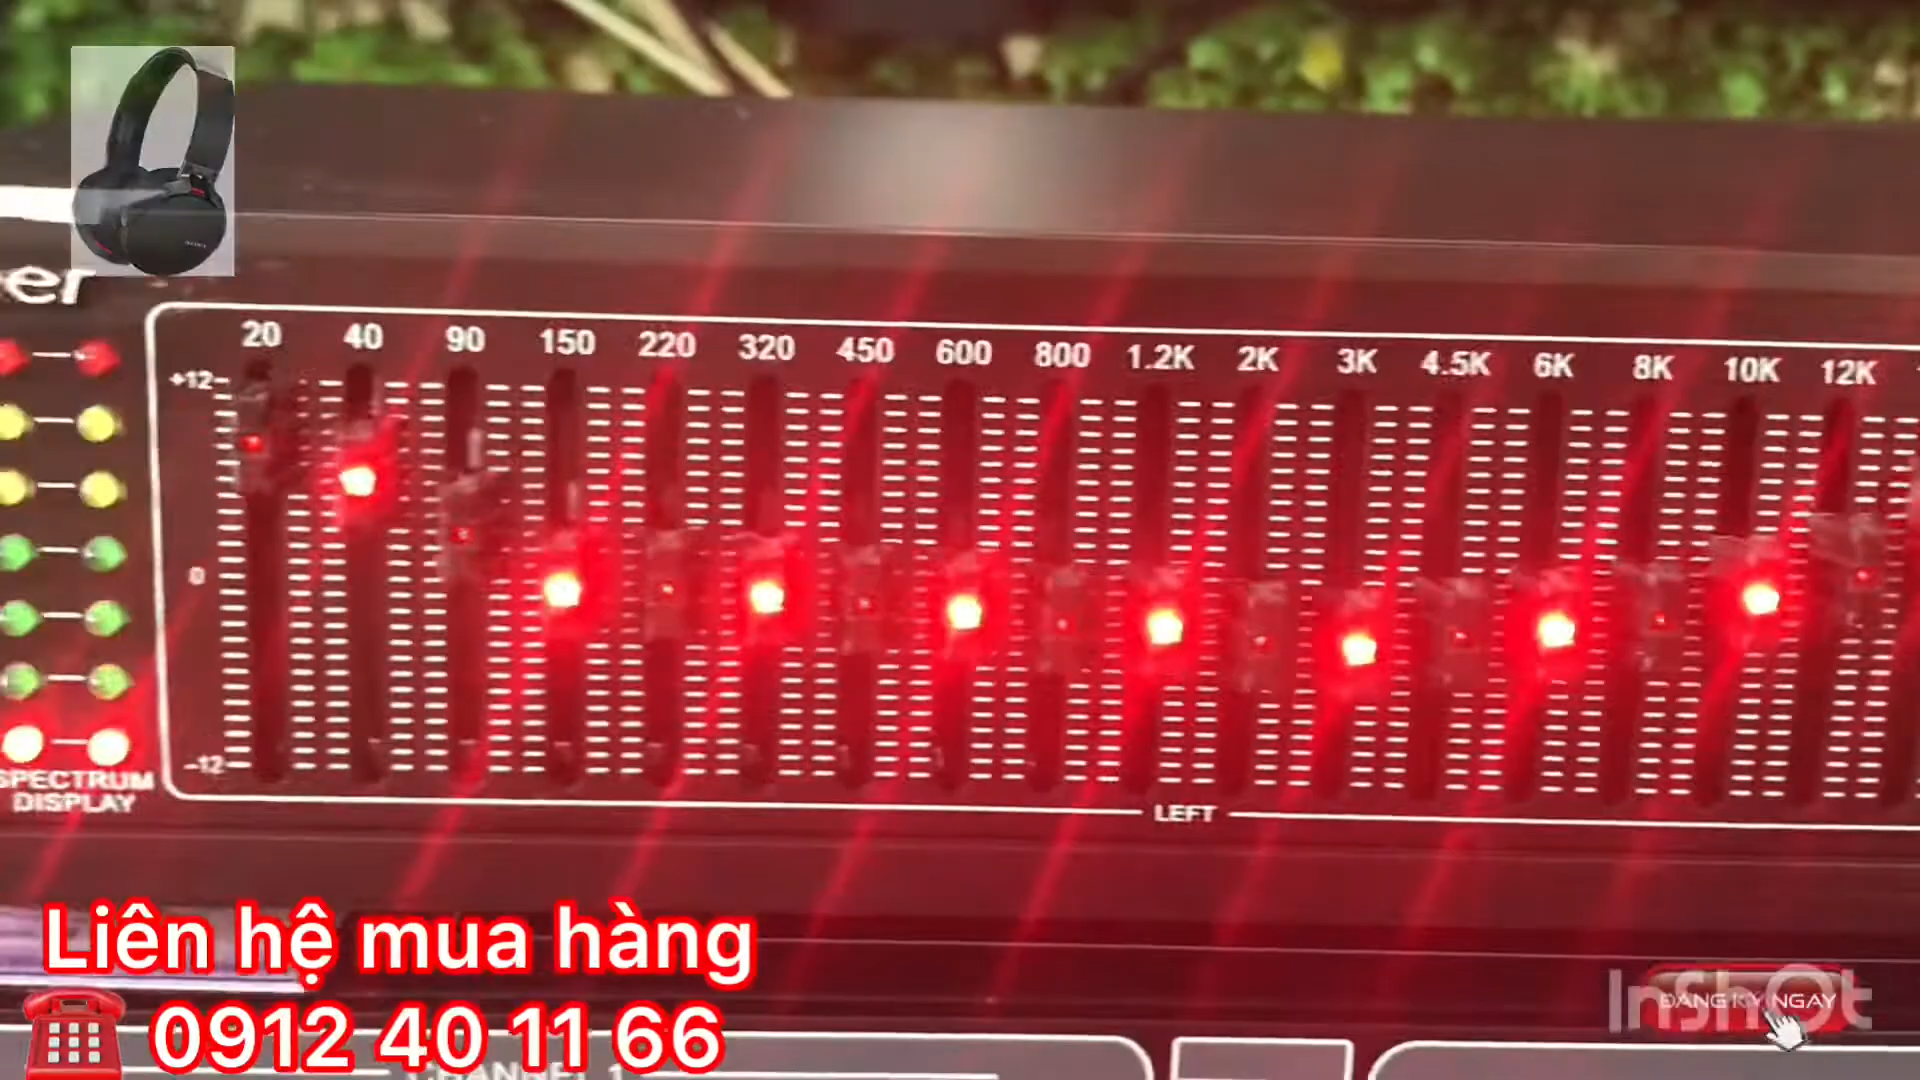 er
20 40 90 150 220 320 450 600 800 1.2K 2K 3K 4.5K 6K 8K 10K 12K
+12
0
-12
SPECTRUM
DISPLAY
LEFT
Liên hệ mua hàng
0912 40 11 66
InShOt
ĐĂNG KÝ NGAY
CHANNEL 1